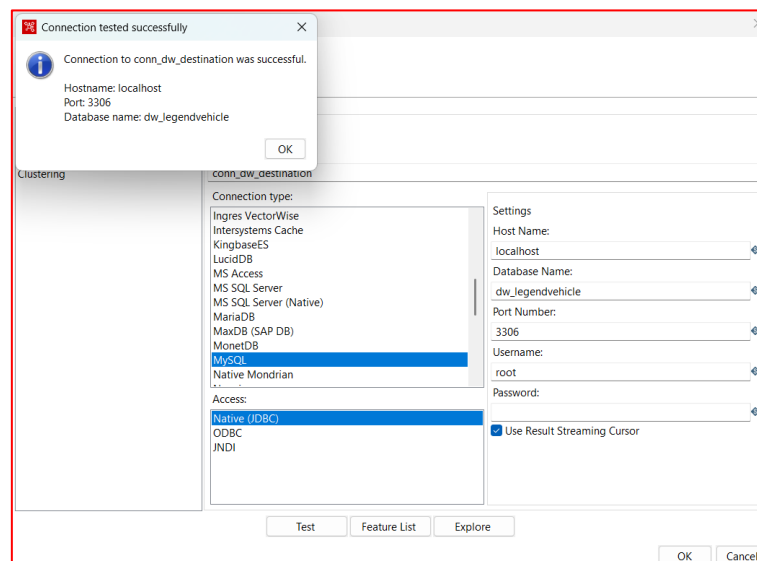 Connection tested successfully
Connection to conn_dw_destination was successful.
Hostname: localhost
Port: 3306
Database name: dw_legendvehicle
OK
Clustering
conn_dw_destination
Connection type:
Ingres VectorWise
Intersystems Cache
KingbaseES
LucidDB
MS Access
MS SQL Server
MS SQL Server (Native)
MariaDB
MaxDB (SAP DB)
MonetDB
MySQL
Native Mondrian
Access:
Native (JDBC)
ODBC
JNDI
Settings
Host Name:
localhost
Database Name:
dw_legendvehicle
Port Number:
3306
Username:
root
Password:
Use Result Streaming Cursor
Test
Feature List
Explore
OK
Cancel